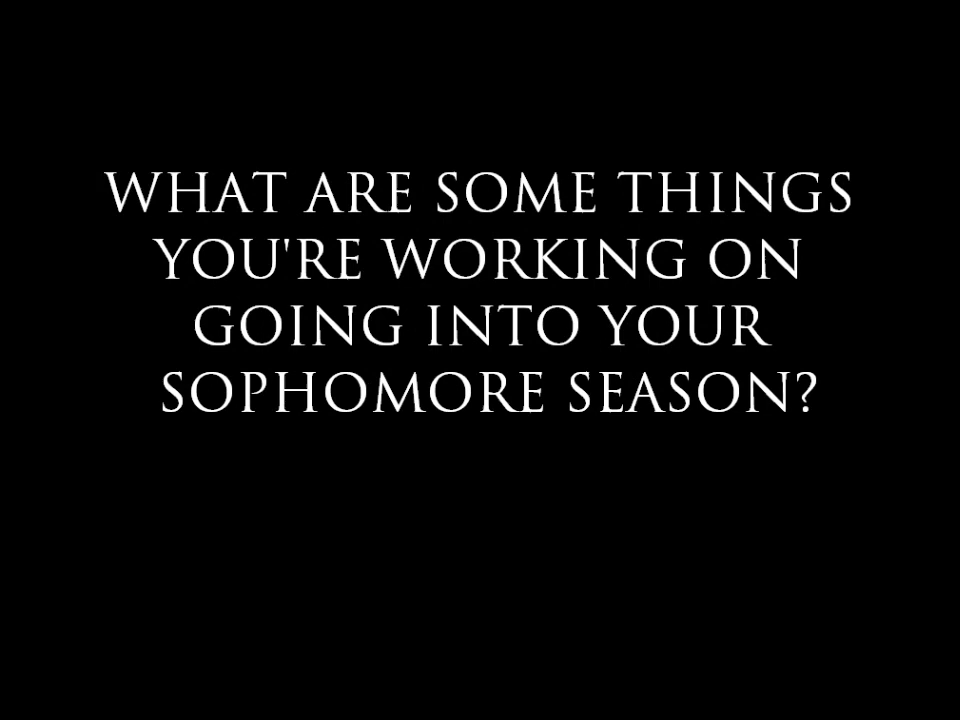 WHAT ARE SOME THINGS
YOU'RE WORKING ON
GOING INTO YOUR
SOPHOMORE SEASON?